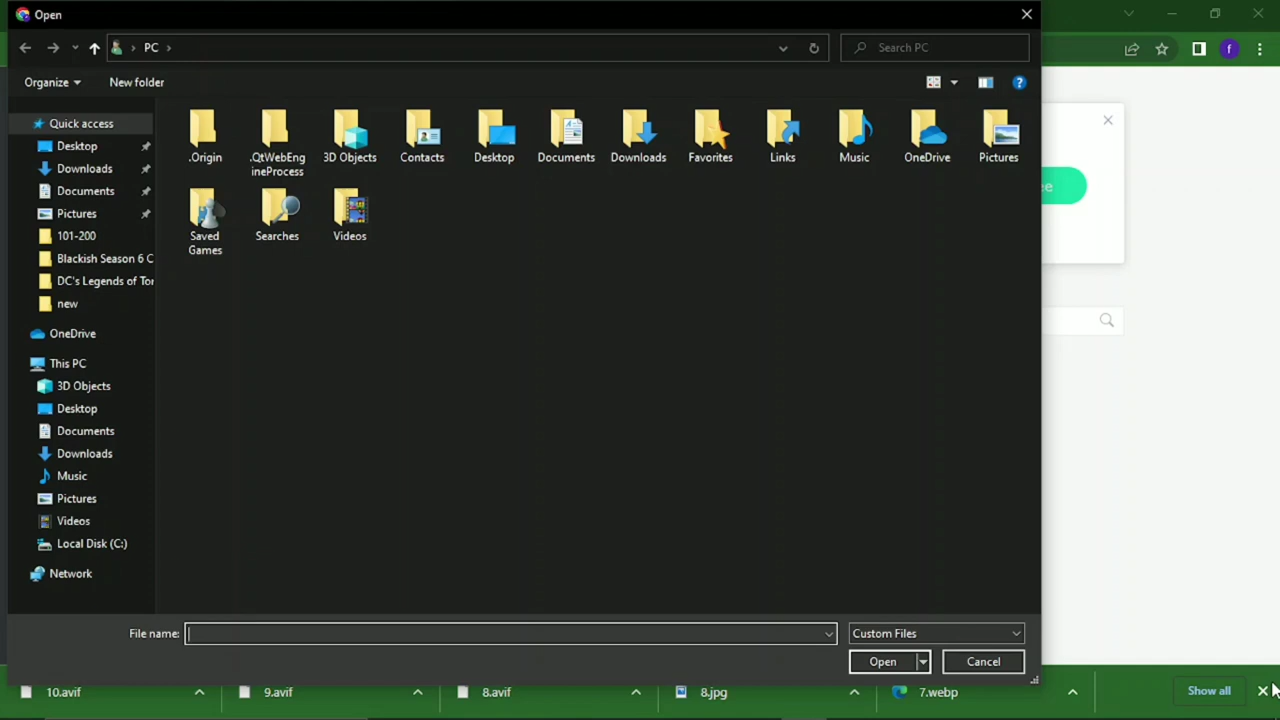 Open
PC
Search PC
f
Organize
New folder
Quick access
Desktop
Downloads
Documents
Pictures
101-200
Blackish Season 6 C
DC's Legends of Tor
new
OneDrive
This PC
3D Objects
Desktop
Documents
Downloads
Music
Pictures
Videos
Local Disk (C:)
Network
.Origin
.QtWebEng
ineProcess
3D Objects
Contacts
Desktop
Documents
Downloads
Favorites
Links
Music
OneDrive
Pictures
Saved
Games
Searches
Videos
ee
File name:
Custom Files
Open
Cancel
10.avif
9.avif
8.avif
8.jpg
7.webp
Show all